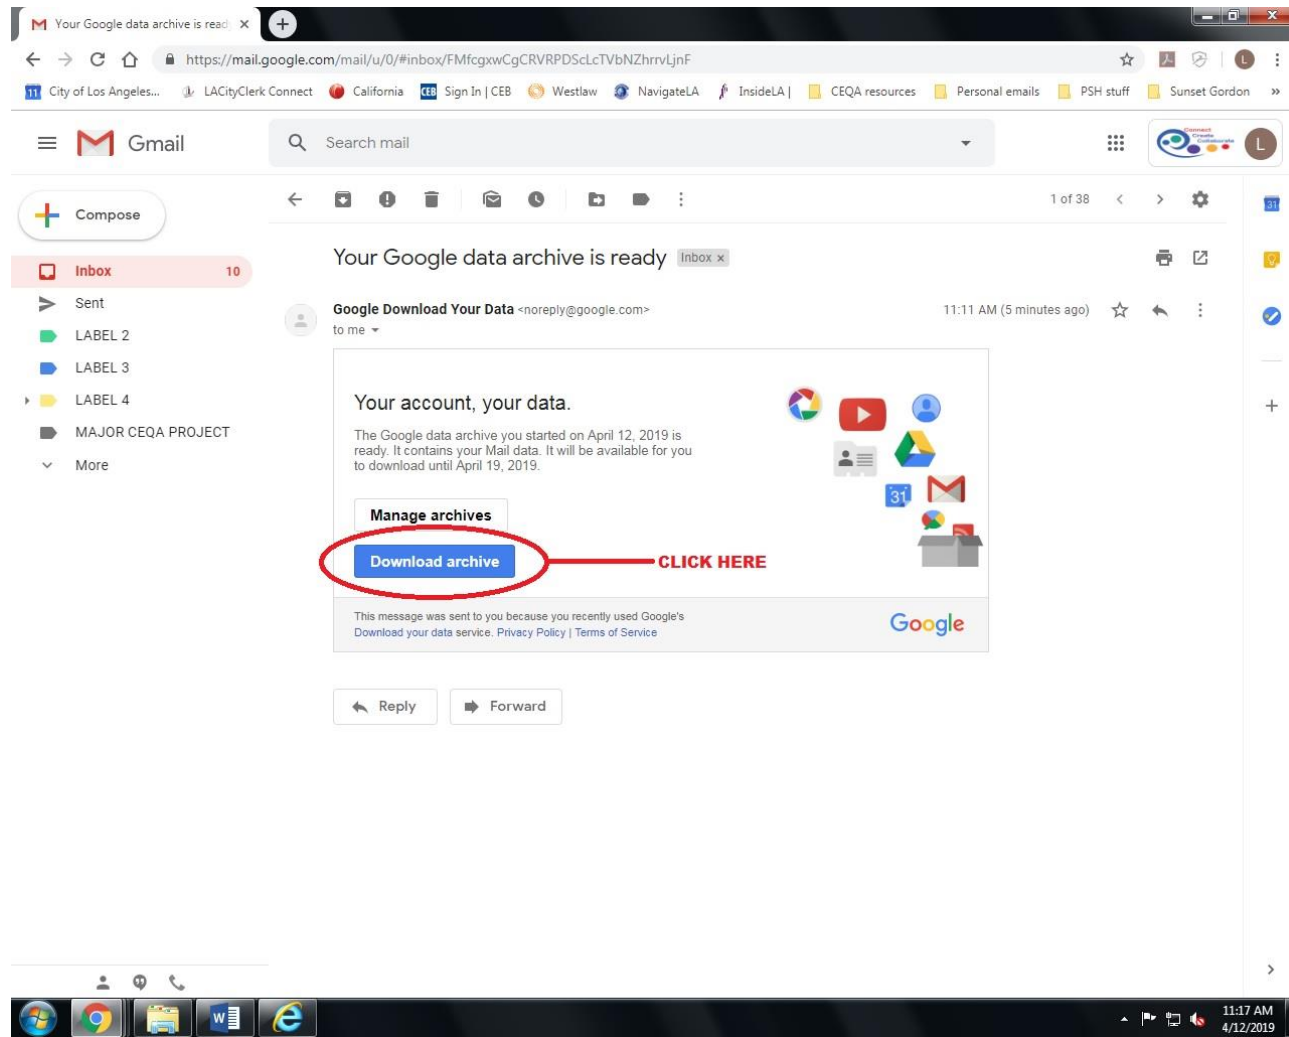 Your Google data archive is read
https://mail.google.com/mail/u/0/#inbox/FMfcgxwCgCRVRPDScLcTVbNZhrrvLjnF
L
11 City of Los Angeles... LACityClerk Connect California CEB Sign In | CEB Westlaw NavigateLA InsideLA | CEQA resources Personal emails PSH stuff Sunset Gordon »
Gmail
Search mail
Connect
Create
Collaborate
L
Compose
1 of 38
31
Your Google data archive is ready Inbox x
Inbox 10
Sent
LABEL 2
LABEL 3
LABEL 4
MAJOR CEQA PROJECT
More
Google Download Your Data <noreply@google.com>
11:11 AM (5 minutes ago)
to me
Your account, your data.
The Google data archive you started on April 12, 2019 is
ready. It contains your Mail data. It will be available for you
to download until April 19, 2019.
31
Manage archives
Download archive
CLICK HERE
This message was sent to you because you recently used Google's
Download your data service. Privacy Policy | Terms of Service
Google
Reply
Forward
W
11:17 AM
4/12/2019